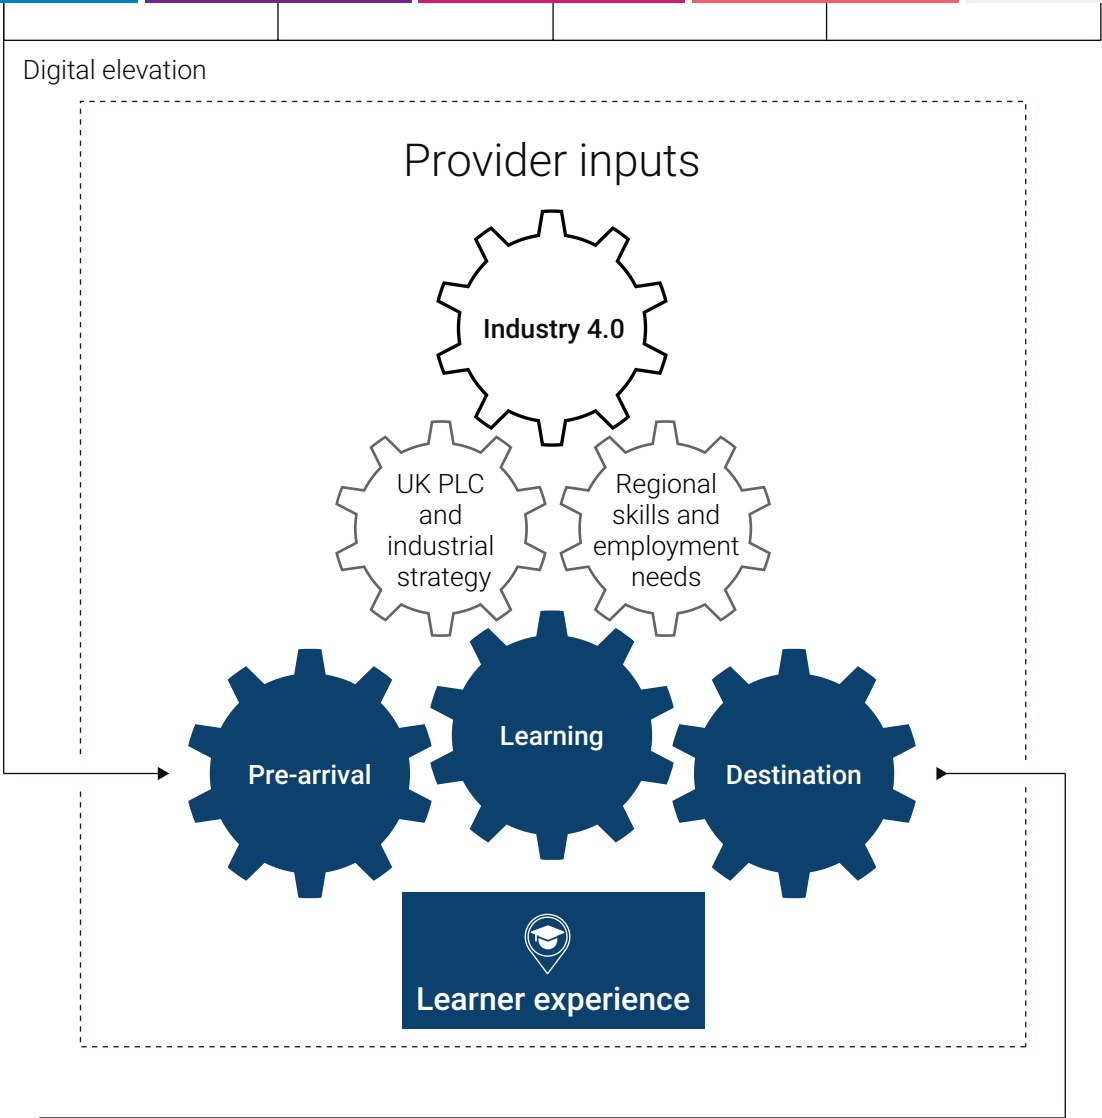 Digital elevation
Provider inputs
Industry 4.0
UK PLC
and
industrial
strategy
Regional
skills and
employment
needs
Learning
Pre-arrival
Destination
Learner experience